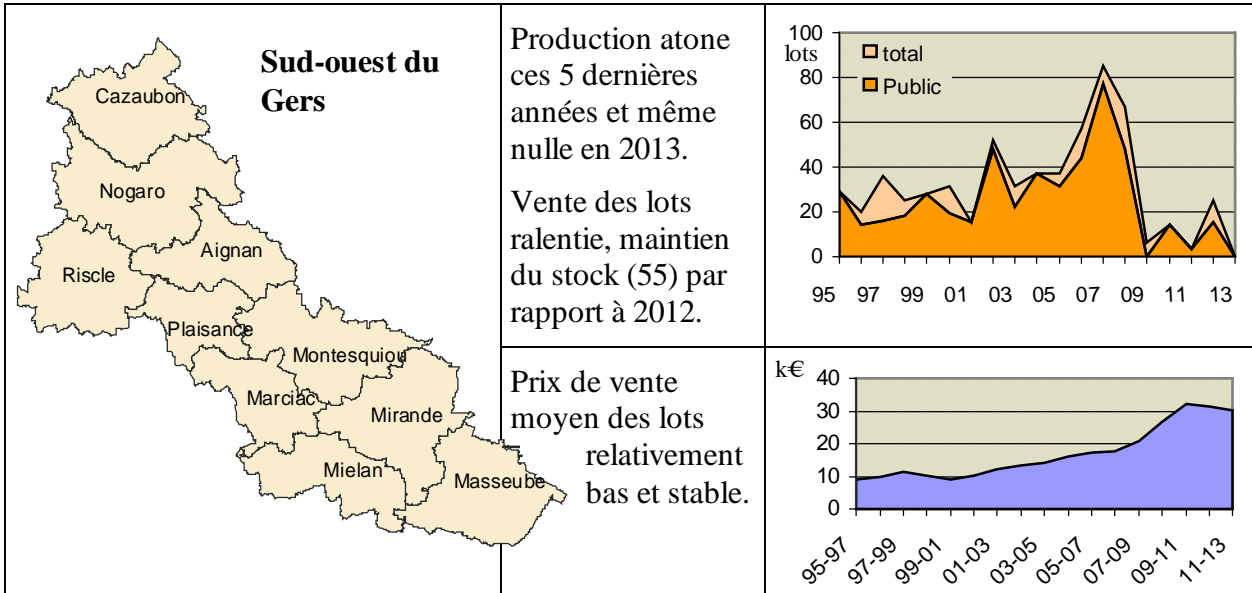 Sud-ouest du
Gers
Cazaubon
Nogaro
Aignan
Riscle
Plaisance
Montesquiou
Marciac
Mirande
Mielan
Masseube
Production atone
ces 5 dernières
années et même
nulle en 2013.
Vente des lots
ralentie, maintien
du stock (55) par
rapport à 2012.
100
lots
80
60
40
20
0
total
Public
95 97 99 01 03 05 07 09 11 13
Prix de vente
moyen des lots
relativement
bas et stable.
k€
40
30
20
10
0
95-97 97-99 99-01 01-03 03-05 05-07 07-09 09-11 11-13